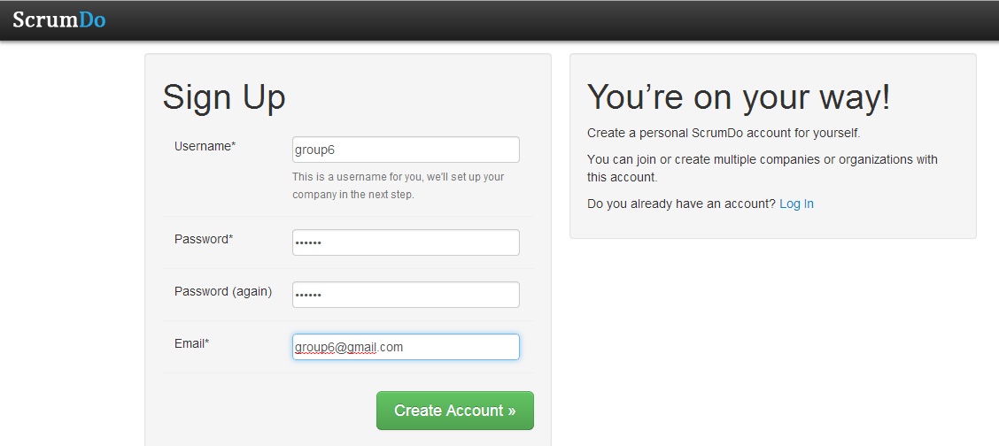 ScrumDo
Sign Up
Username*
group6
This is a username for you, we'll set up your
company in the next step.
Password*
••••••
Password (again)
••••••
Email*
group6@gmail.com
Create Account »
You’re on your way!
Create a personal ScrumDo account for yourself.
You can join or create multiple companies or organizations with
this account.
Do you already have an account? Log In